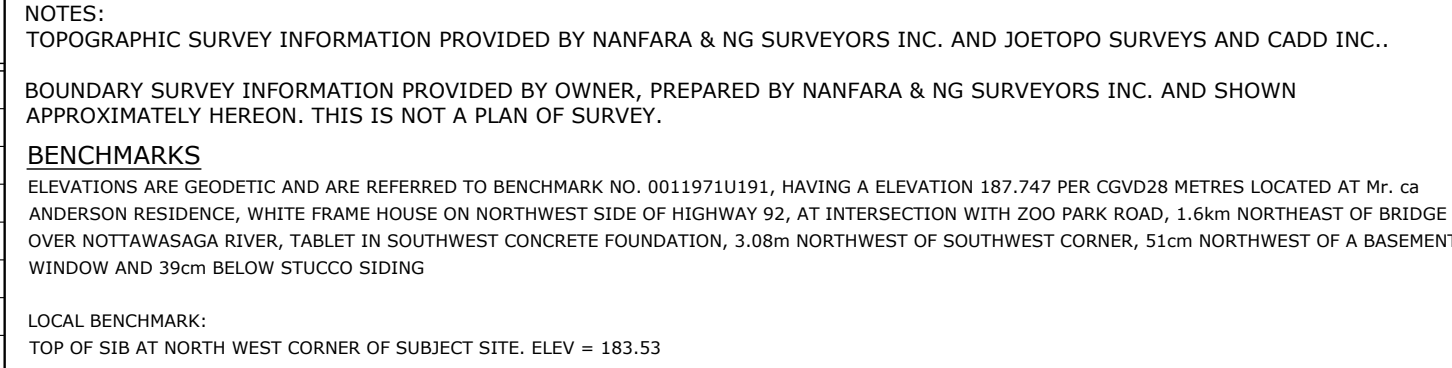 NOTES:
TOPOGRAPHIC SURVEY INFORMATION PROVIDED BY NANFARA & NG SURVEYORS INC. AND JOETOPO SURVEYS AND CADD INC..
BOUNDARY SURVEY INFORMATION PROVIDED BY OWNER, PREPARED BY NANFARA & NG SURVEYORS INC. AND SHOWN
APPROXIMATELY HEREON. THIS IS NOT A PLAN OF SURVEY.
BENCHMARKS
ELEVATIONS ARE GEODETIC AND ARE REFERRED TO BENCHMARK NO. 0011971U191, HAVING A ELEVATION 187.747 PER CGVD28 METRES LOCATED AT Mr. ca
ANDERSON RESIDENCE, WHITE FRAME HOUSE ON NORTHWEST SIDE OF HIGHWAY 92, AT INTERSECTION WITH ZOO PARK ROAD, 1.6km NORTHEAST OF BRIDGE
OVER NOTTAWASAGA RIVER, TABLET IN SOUTHWEST CONCRETE FOUNDATION, 3.08m NORTHWEST OF SOUTHWEST CORNER, 51cm NORTHWEST OF A BASEMENT
WINDOW AND 39cm BELOW STUCCO SIDING
LOCAL BENCHMARK:
TOP OF SIB AT NORTH WEST CORNER OF SUBJECT SITE. ELEV = 183.53